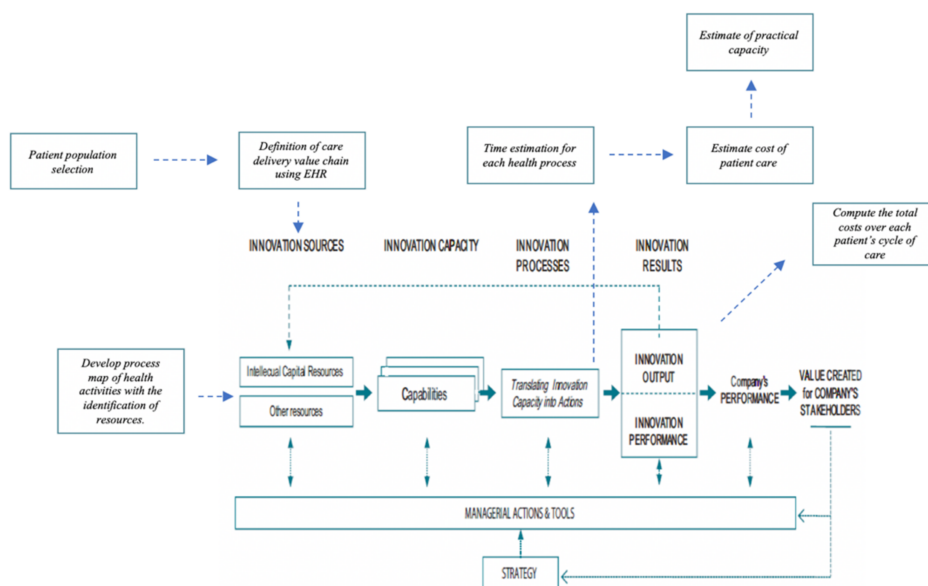 Estimate of practical
capacity
Patient population
selection
Definition of care
delivery value chain
using EHR
Time estimation for
each health process
Estimate cost of
patient care
Compute the total
costs over each
patient's cycle of
care
INNOVATION SOURCES
INNOVATION CAPACITY
INNOVATION
PROCESSES
INNOVATION
RESULTS
Develop process
map of health
activities with the
identification of
resources.
Intellecual Capital Resources
Other resources
Capabilities
Translating Innovation
Capacity into Actions
INNOVATION
OUTPUT
INNOVATION
PERFORMANCE
Company's
PERFORMANCE
VALUE CREATED
for COMPANY'S
STAKEHOLDERS
MANAGERIAL ACTIONS & TOOLS
STRATEGY